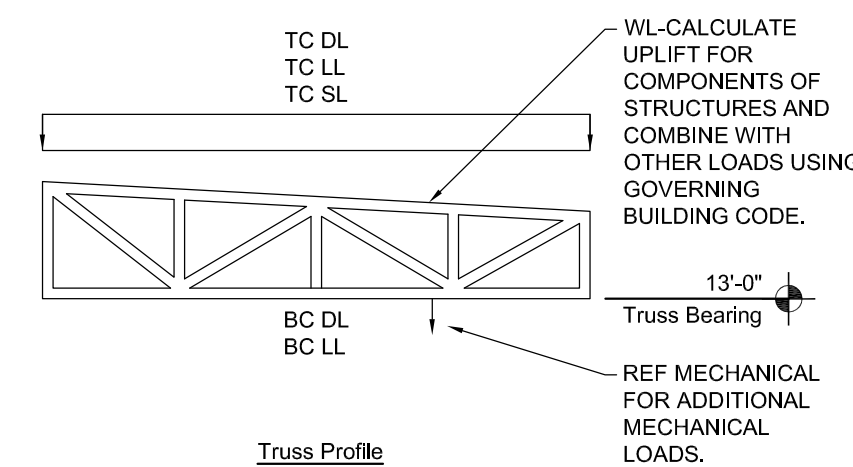 TC DL
TC LL
TC SL
WL-CALCULATE
UPLIFT FOR
COMPONENTS OF
STRUCTURES AND
COMBINE WITH
OTHER LOADS USING
GOVERNING
BUILDING CODE.
13'-0"
Truss Bearing
BC DL
BC LL
REF MECHANICAL
FOR ADDITIONAL
MECHANICAL
LOADS.
Truss Profile